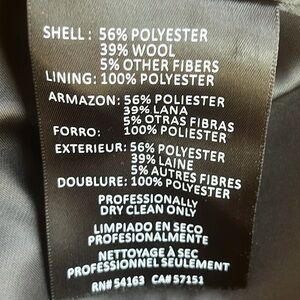 SHELL: 56% POLYESTER
39% WOOL
5% OTHER FIBERS
LINING: 100% POLYESTER
ARMAZON: 56% POLIESTER
39% LANA
5% OTRAS FIBRAS
FORRO: 100% POLIESTER
EXTERIEUR: 56% POLYESTER
39% LAINE
5% AUTRES FIBRES
DOUBLURE: 100% POLYESTER
PROFESSIONALLY
DRY CLEAN ONLY
LIMPIADO EN SECO
PROFESIONALMENTE
NETTOYAGE À SEC
PROFESSIONNEL SEULEMENT
RN# 54163 CA# 57151